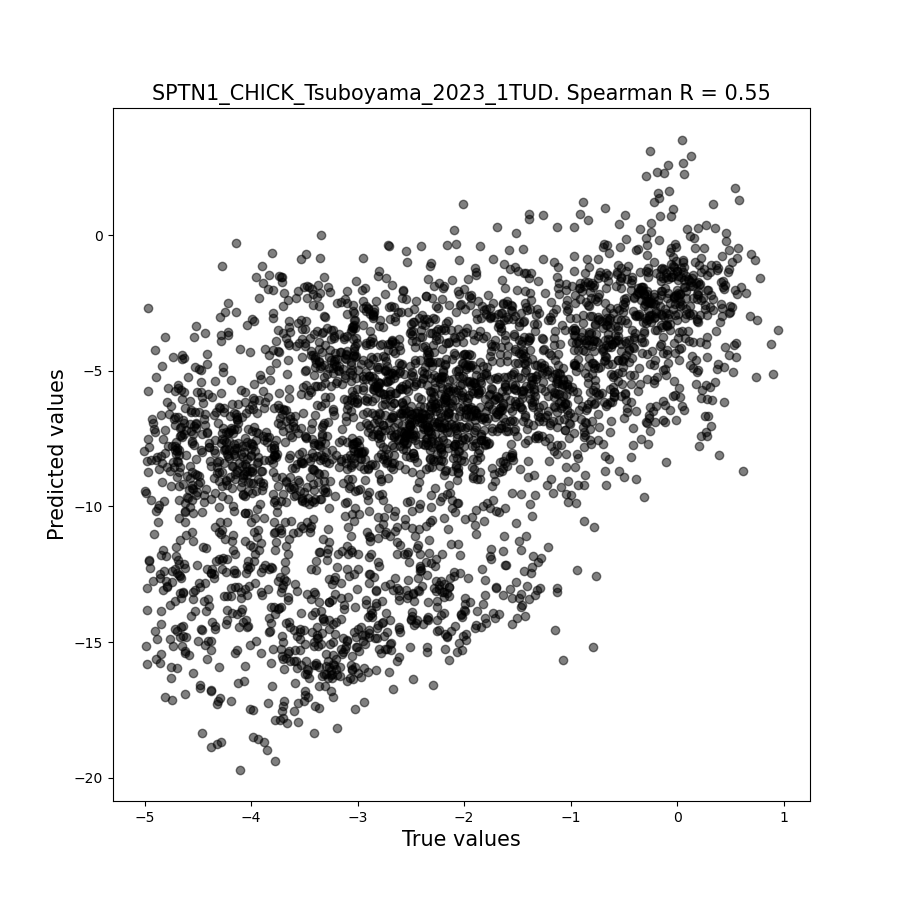 SPTN1_CHICK_Tsuboyama_2023_1TUD. Spearman R = 0.55
Predicted values
0
−5
−10
−15
−20
−5 −4 −3 −2 −1 0 1
True values